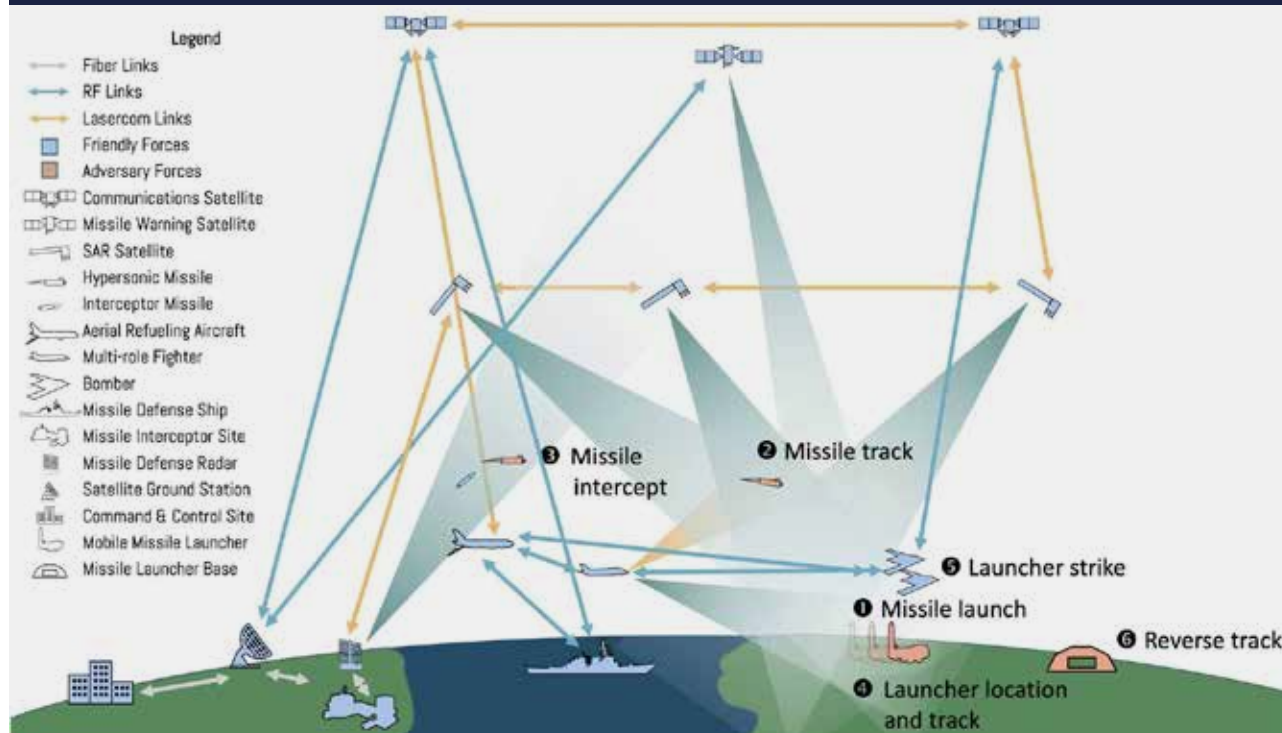 Legend
Fiber Links
RF Links
Lasercom Links
Friendly Forces
Adversary Forces
Communications Satellite
Missile Warning Satellite
SAR Satellite
Hypersonic Missile
Interceptor Missile
Aerial Refueling Aircraft
Multi-role Fighter
Bomber
Missile Defense Ship
Missile Interceptor Site
Missile Defense Radar
Satellite Ground Station
Command & Control Site
Mobile Missile Launcher
Missile Launcher Base
❸ Missile
intercept
❷ Missile track
❺ Launcher strike
❶ Missile launch
❻ Reverse track
❹ Launcher location
and track